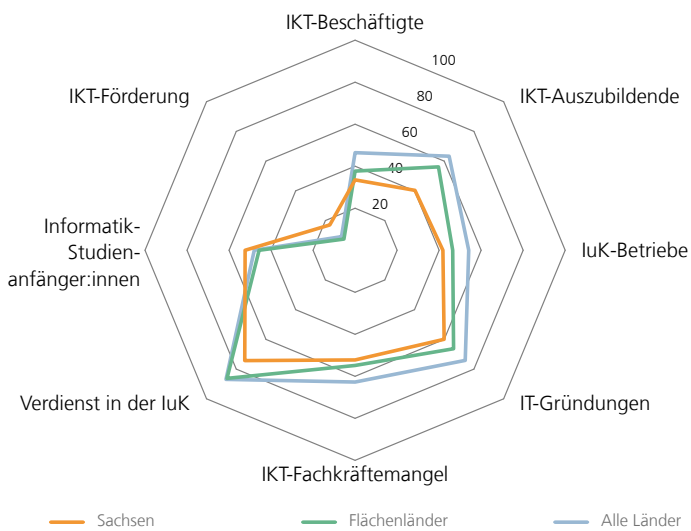 IKT-Beschäftigte
100
IKT-Förderung
80
IKT-Auszubildende
60
40
20
Informatik-
Studien-
anfänger:innen
IuK-Betriebe
Verdienst in der IuK
IT-Gründungen
IKT-Fachkräftemangel
Sachsen
Flächenländer
Alle Länder